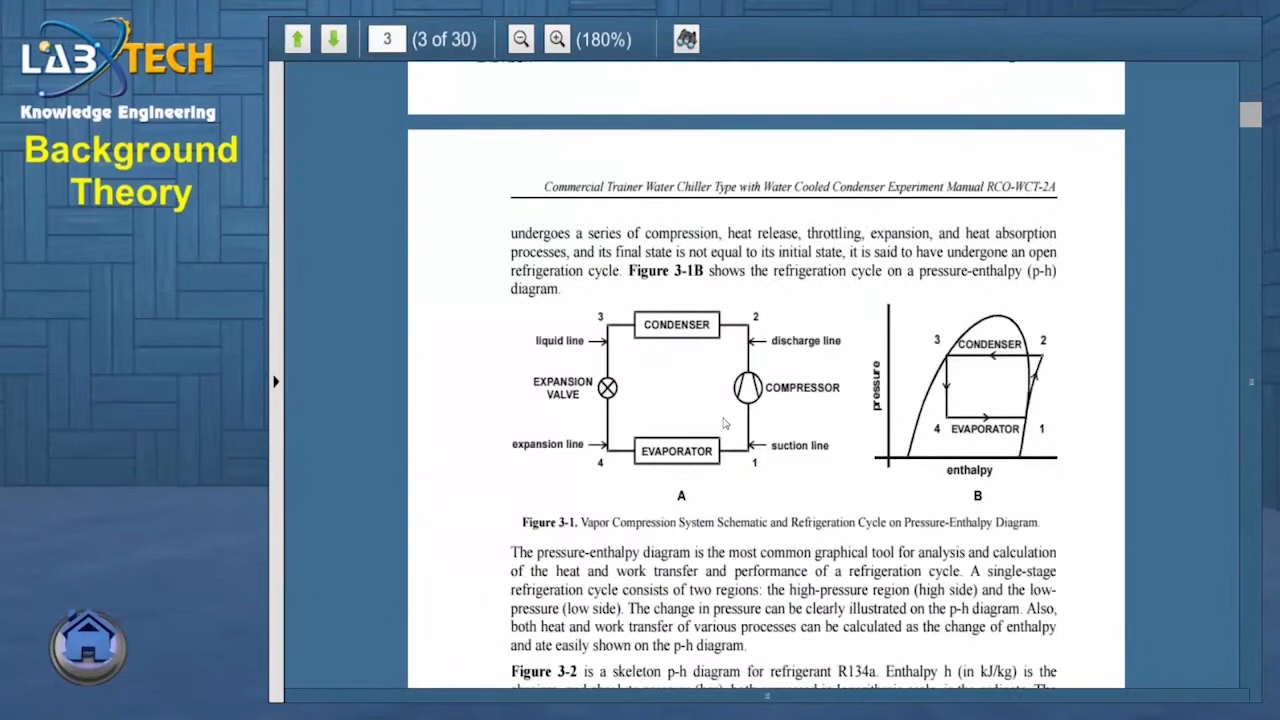 LABTECH
Knowledge Engineering
Background
Theory
3 (3 of 30) (180%)
Commercial Trainer Water Chiller Type with Water Cooled Condenser Experiment Manual RCO-WCT-2A
undergoes a series of compression, heat release, throttling, expansion, and heat absorption
processes, and its final state is not equal to its initial state, it is said to have undergone an open
refrigeration cycle. Figure 3-1B shows the refrigeration cycle on a pressure-enthalpy (p-h)
diagram.
3
CONDENSER
2
liquid line
discharge line
EXPANSION
VALVE
COMPRESSOR
expansion line
EVAPORATOR
suction line
4
1
A
pressure
3
CONDENSER
2
4
EVAPORATOR
1
enthalpy
B
Figure 3-1. Vapor Compression System Schematic and Refrigeration Cycle on Pressure-Enthalpy Diagram.
The pressure-enthalpy diagram is the most common graphical tool for analysis and calculation
of the heat and work transfer and performance of a refrigeration cycle. A single-stage
refrigeration cycle consists of two regions: the high-pressure region (high side) and the low-
pressure (low side). The change in pressure can be clearly illustrated on the p-h diagram. Also,
both heat and work transfer of various processes can be calculated as the change of enthalpy
and ate easily shown on the p-h diagram.
Figure 3-2 is a skeleton p-h diagram for refrigerant R134a. Enthalpy h (in kJ/kg) is the